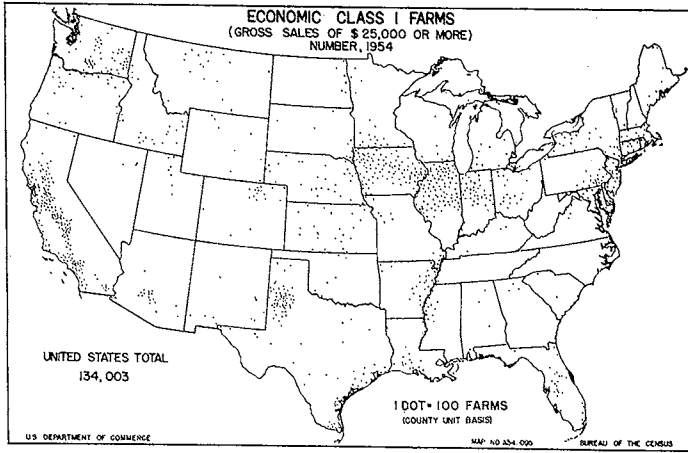 ECONOMIC CLASS I FARMS
(GROSS SALES OF $25,000 OR MORE)
NUMBER, 1954
UNITED STATES TOTAL
134,003
1 DOT = 100 FARMS
(COUNTY UNIT BASIS)
U S DEPARTMENT OF COMMERCE
MAP NO A54-095
BUREAU OF THE CENSUS